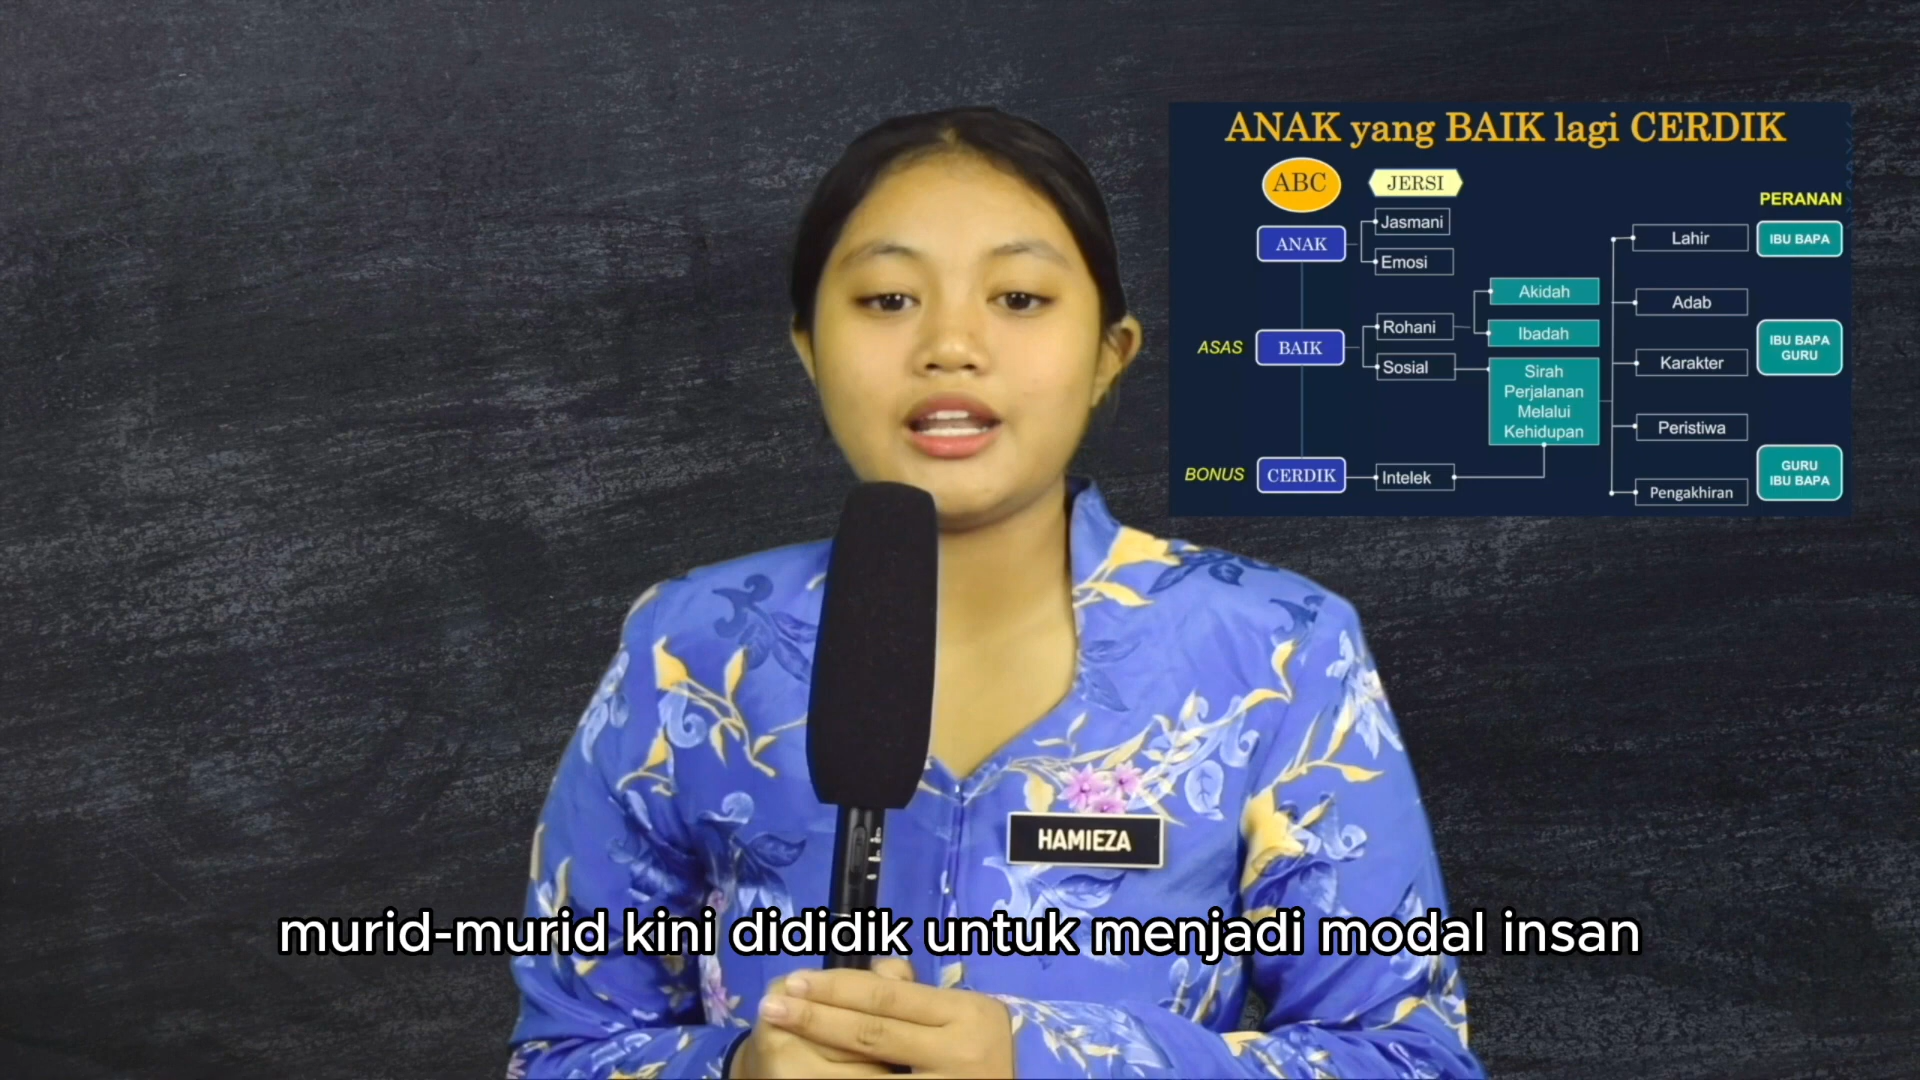 ANAK yang BAIK lagi CERDIK
ABC
JERSI
PERANAN
ANAK
Jasmani
Emosi
Lahir
IBU BAPA
Akidah
Adab
ASAS
BAIK
Rohani
Sosial
Ibadah
Karakter
IBU BAPA
GURU
Sirah
Perjalanan
Melalui
Kehidupan
Peristiwa
BONUS
CERDIK
Intelek
Pengakhiran
GURU
IBU BAPA
HAMIEZA
murid-murid kini dididik untuk menjadi modal insan